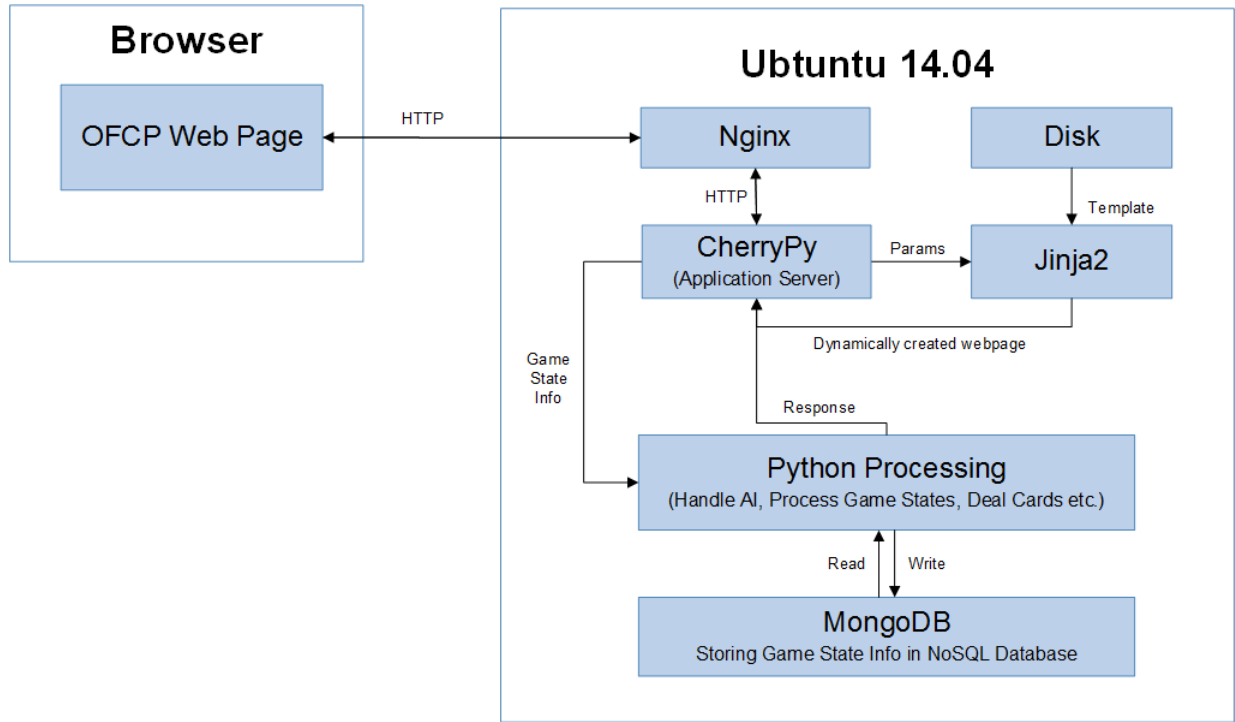 Browser
OFCP Web Page
HTTP
Ubtuntu 14.04
Nginx
Disk
HTTP
Template
CherryPy
(Application Server)
Params
Jinja2
Dynamically created webpage
Game
State
Info
Response
Python Processing
(Handle AI, Process Game States, Deal Cards etc.)
Read
Write
MongoDB
Storing Game State Info in NoSQL Database